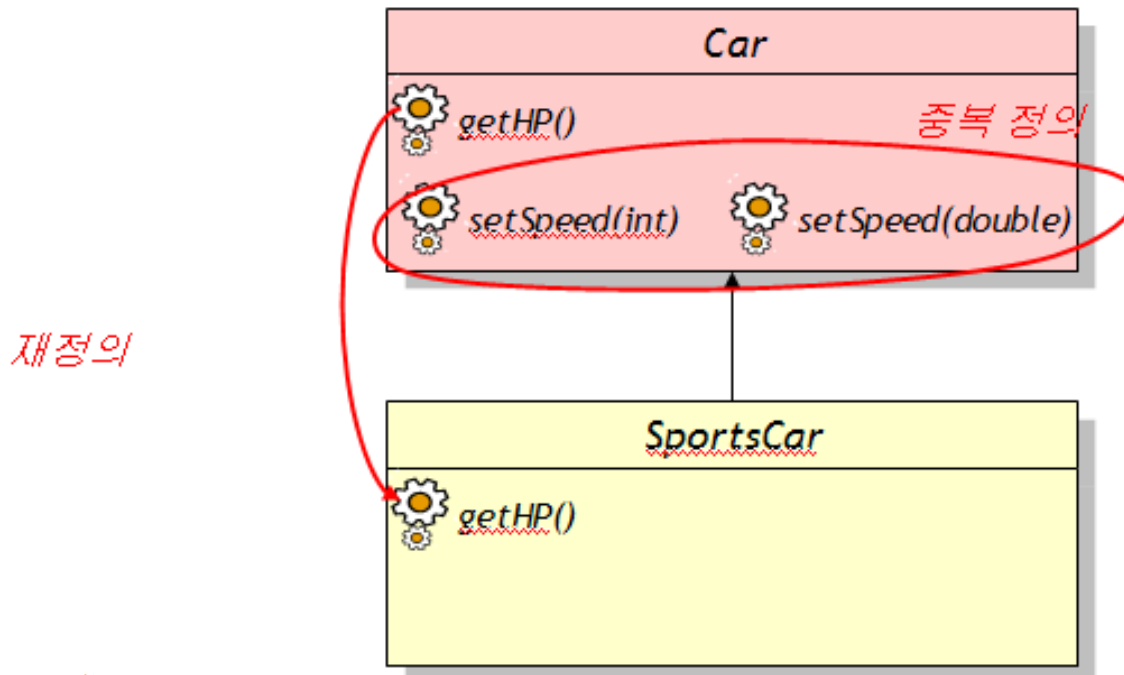 Car
getHP()
중복 정의
setSpeed(int)
setSpeed(double)
재정의
SportsCar
getHP()